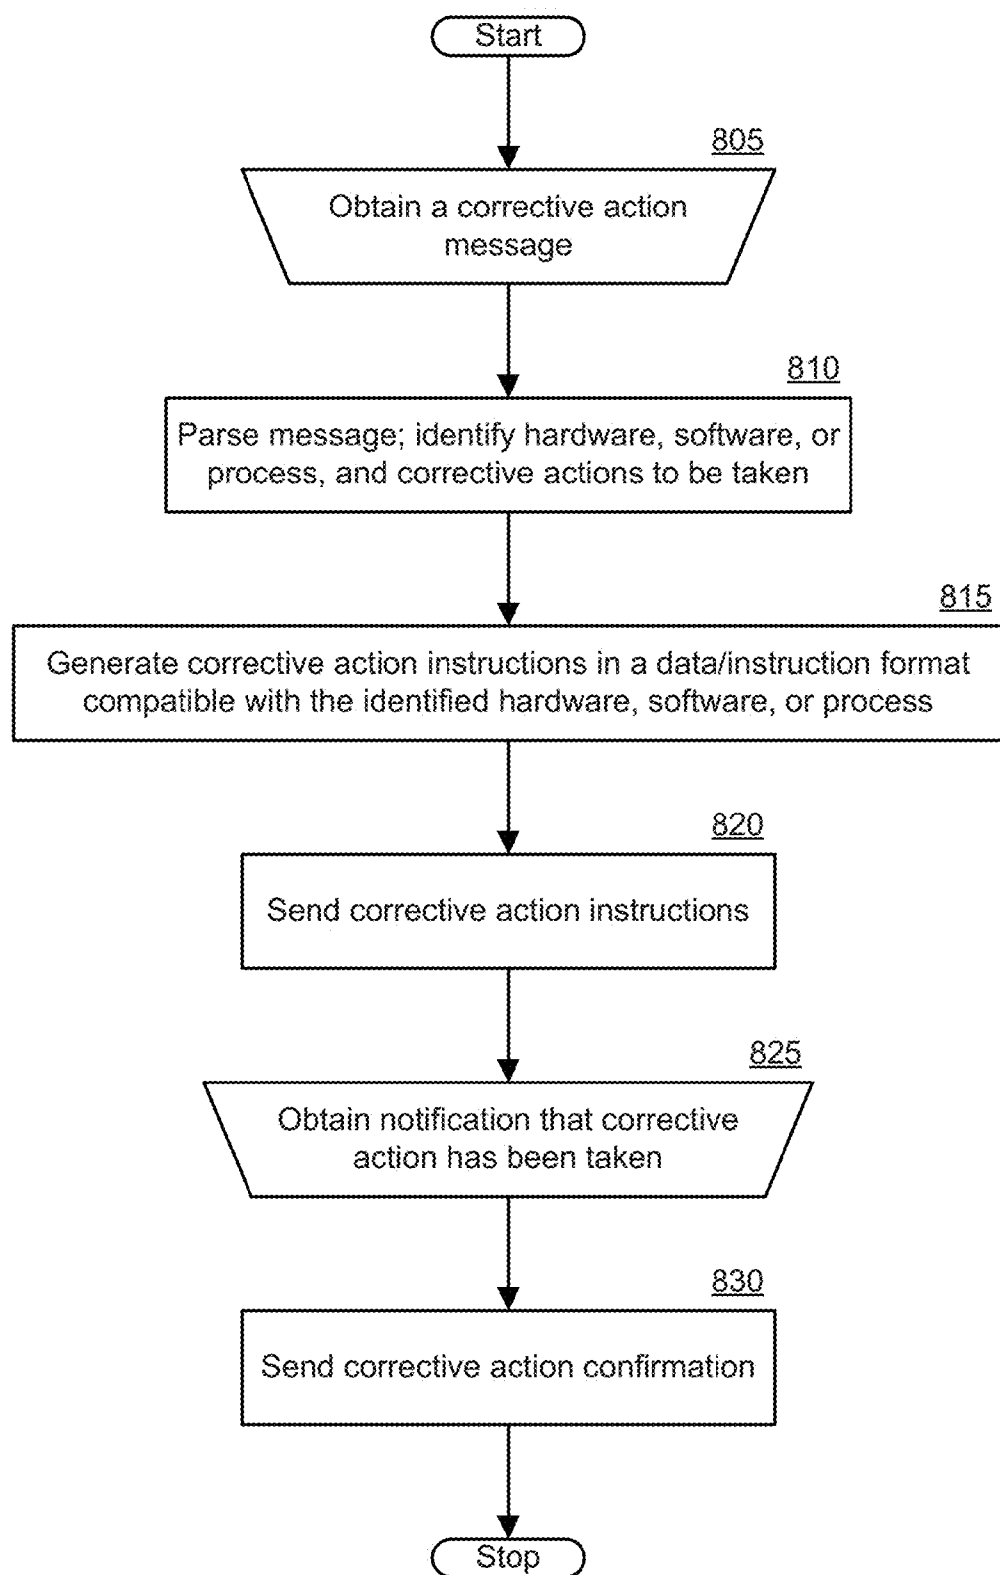 Start
805
Obtain a corrective action
message
810
Parse message; identify hardware, software, or
process, and corrective actions to be taken
815
Generate corrective action instructions in a data/instruction format
compatible with the identified hardware, software, or process
820
Send corrective action instructions
825
Obtain notification that corrective
action has been taken
830
Send corrective action confirmation
Stop